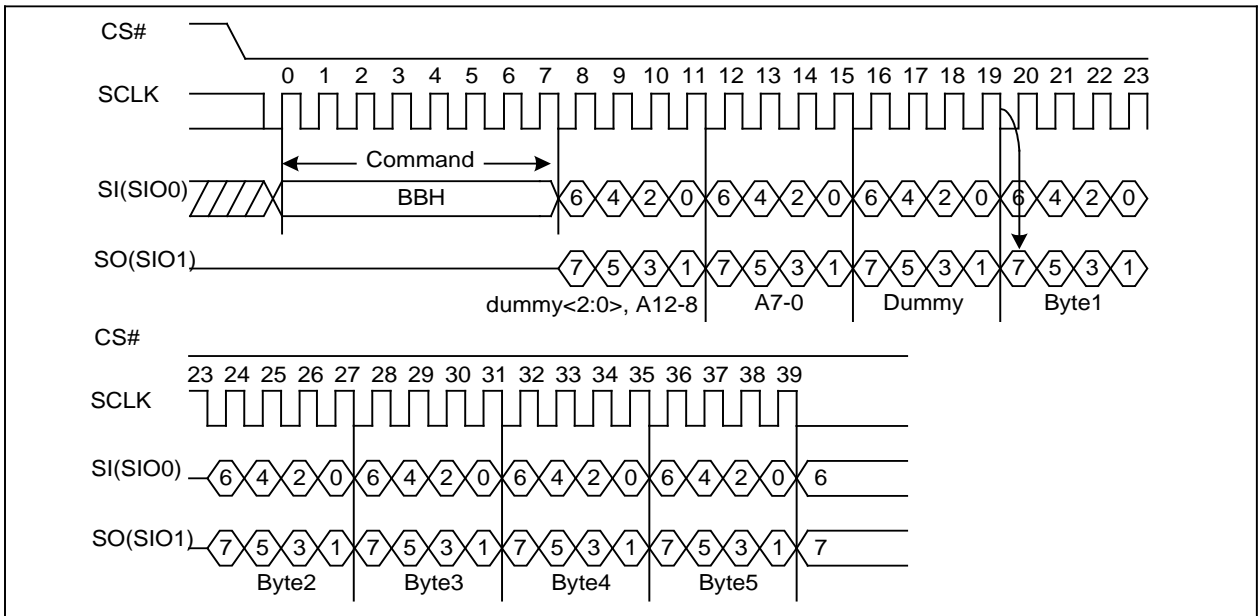 CS#
0 1 2 3 4 5 6 7 8 9 10 11 12 13 14 15 16 17 18 19 20 21 22 23
SCLK
Command
SI(SIO0) BBH 6 4 2 0 6 4 2 0 6 4 2 0 6 4 2 0
SO(SIO1) 7 5 3 1 7 5 3 1 7 5 3 1 7 5 3 1
dummy<2:0>, A12-8 A7-0 Dummy Byte1
CS#
23 24 25 26 27 28 29 30 31 32 33 34 35 36 37 38 39
SCLK
SI(SIO0) 6 4 2 0 6 4 2 0 6 4 2 0 6 4 2 0 6
SO(SIO1) 7 5 3 1 7 5 3 1 7 5 3 1 7 5 3 1 7
Byte2 Byte3 Byte4 Byte5